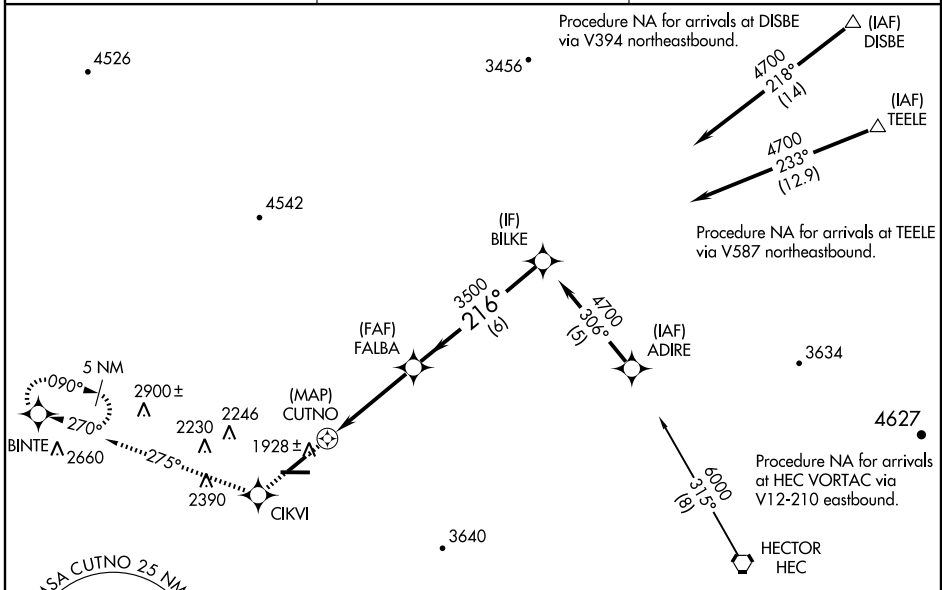 Procedure NA for arrivals at DISBE
via V394 northeastbound.
(IAF)
DISBE
4526
3456
4700
218°
(14)
(IAF)
TEELE
4700
233°
(12.9)
4542
Procedure NA for arrivals at TEELE
via V587 northeastbound.
(IF)
BILKE
3500
216°
(6)
4700
306°
(5)
(FAF)
FALBA
(IAF)
ADIRE
3634
5 NM
090°
2900±
(MAP)
CUTNO
270°
2230
2246
1928±
4627
BINTE
2660
275°
2390
CIKVI
Procedure NA for arrivals
at HEC VORTAC via
V12-210 eastbound.
6000
315°
(8)
3640
HECTOR
HEC
MSA CUTNO 25 NM